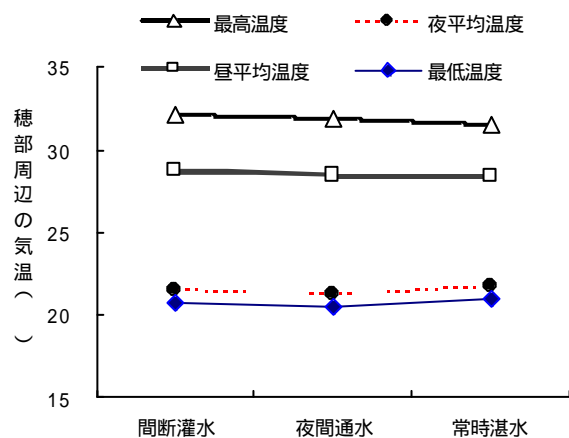 最高温度
夜平均温度
昼平均温度
最低温度
穂部周辺の気温（ ）
35
30
25
20
15
間断灌水
夜間通水
常時湛水